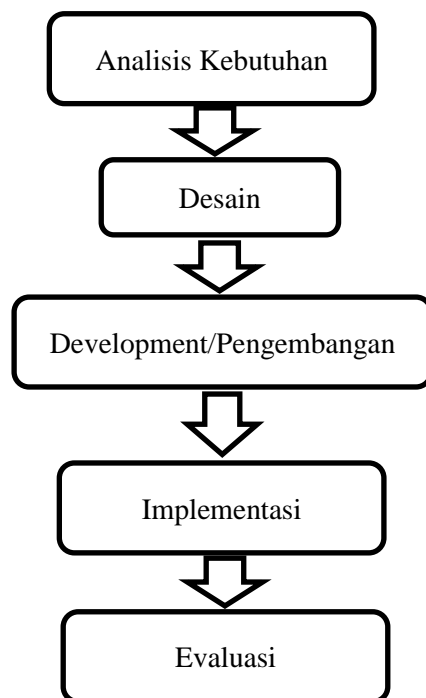 Analisis Kebutuhan
Desain
Development/Pengembangan
Implementasi
Evaluasi